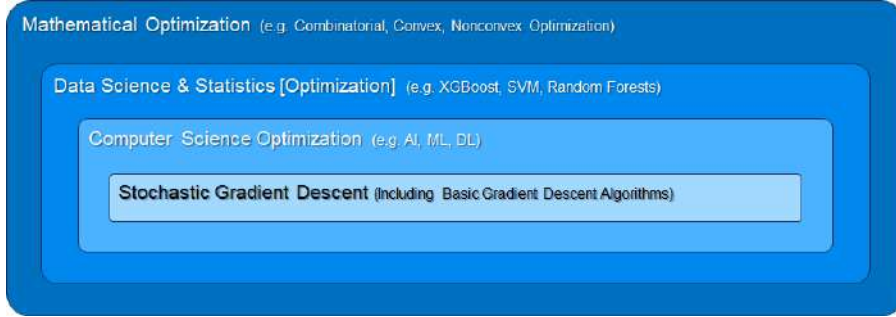 Mathematical Optimization (e.g. Combinatorial, Convex, Nonconvex Optimization)
Data Science & Statistics [Optimization] (e.g. XGBoost, SVM, Random Forests)
Computer Science Optimization (e.g. AI, ML, DL)
Stochastic Gradient Descent (Including Basic Gradient Descent Algorithms)